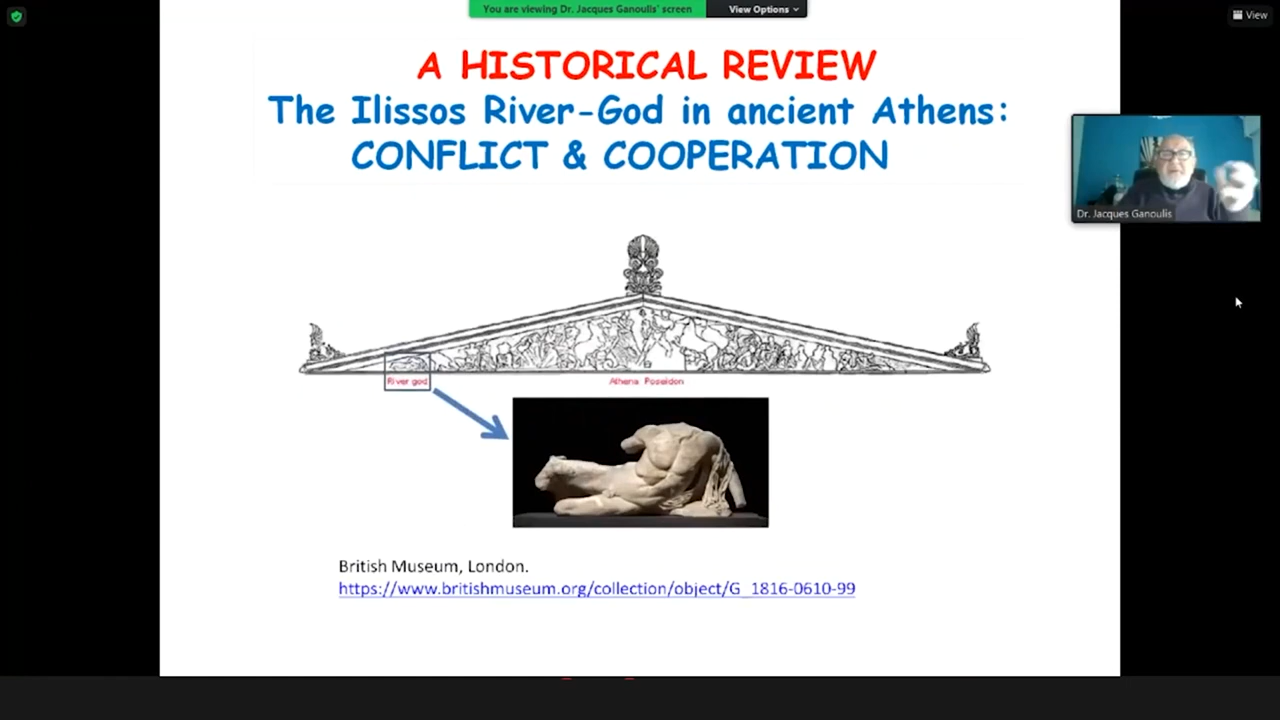 You are viewing Dr. Jacques Ganoulis' screen
View Options
View
A HISTORICAL REVIEW
The Ilissos River-God in ancient Athens:
CONFLICT & COOPERATION
Dr. Jacques Ganoulis
River god
Athena Poseidon
British Museum, London.
https://www.britishmuseum.org/collection/object/G_1816-0610-99